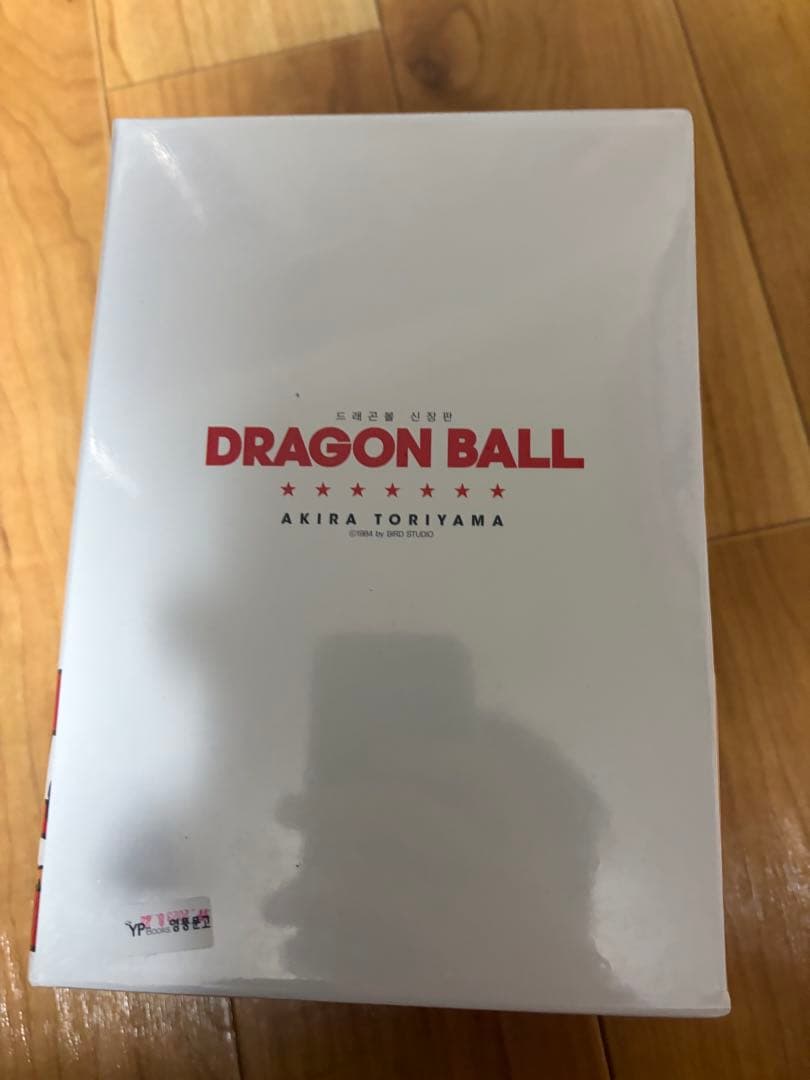 드래곤볼 신장판
DRAGON BALL
★ ★ ★ ★ ★ ★ ★
AKIRA TORIYAMA
©1984 by BIRD STUDIO
YP Books 영풍문고